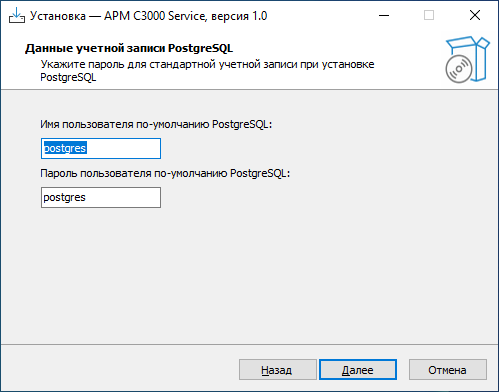 Установка — АРМ С3000 Service, версия 1.0
Данные учетной записи PostgreSQL
Укажите пароль для стандартной учетной записи при установке
PostgreSQL
Имя пользователя по-умолчанию PostgreSQL:
postgres
Пароль пользователя по-умолчанию PostgreSQL:
postgres
Назад
Далее
Отмена